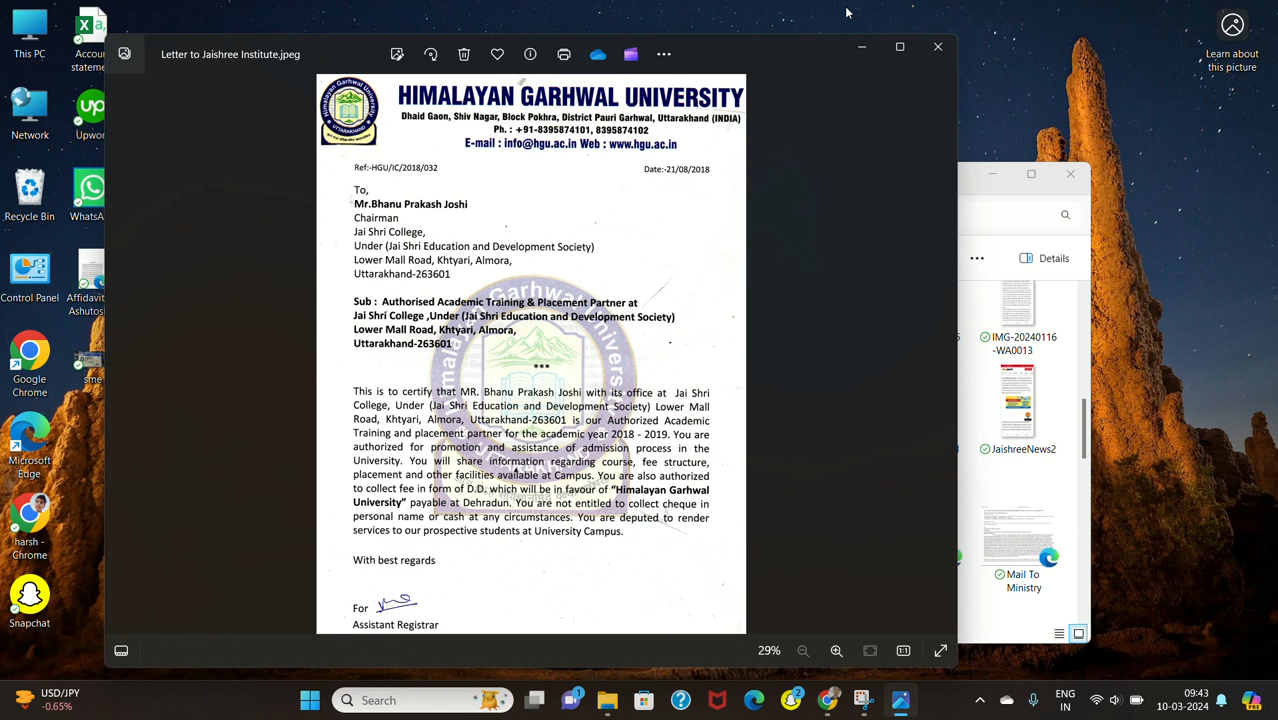 This PC
Accou
stateme
Network
Upwor
Recycle Bin
WhatsA
Control Panel
Affidavit
Ashutos
Google
Chrome
sme
Microsoft
Edge
harsh -
Chrome
Snapchat
Learn about
this picture
Letter to Jaishree Institute.jpeg
HIMALAYAN GARHWAL UNIVERSITY
Dhaid Gaon, Shiv Nagar, Block Pokhra, District Pauri Garhwal, Uttarakhand (INDIA)
Ph. : +91-8395874101, 8395874102
E-mail : info@hgu.ac.in Web : www.hgu.ac.in
Ref:-HGU/IC/2018/032
Date:-21/08/2018
To,
Mr.Bhanu Prakash Joshi
Chairman
Jai Shri College,
Under (Jai Shri Education and Development Society)
Lower Mall Road, Khtyari, Almora,
Uttarakhand-263601
Sub : Authorised Academic Training & Placement Partner at
Jai Shri College ,Under (Jai Shri Education and Development Society)
Lower Mall Road, Khtyari, Almora,
Uttarakhand-263601
***
This is to certify that MR. Bhanu Prakash Joshi with its office at Jai Shri
College, Under (Jai Shri Education and Development Society) Lower Mall
Road, Khtyari, Almora, Uttarakhand-263601 is our Authorized Academic
Training and placement partner for the academic year 2018 - 2019. You are
authorized for promotion and assistance of admission process in the
University. You will share information regarding course, fee structure,
placement and other facilities available at Campus. You are also authorized
to collect fee in form of D.D. which will be in favour of “Himalayan Garhwal
University” payable at Dehradun. You are not entitled to collect cheque in
personal name or cash at any circumstances. You are deputed to render
services to our prospective students at University Campus.
With best regards
For
Assistant Registrar
29%
Details
IMG-20240116
-WA0013
JaishreeNews2
Mail To
Ministry
USD/JPY
-0.65%
Search
ENG
IN
09:43
10-03-2024